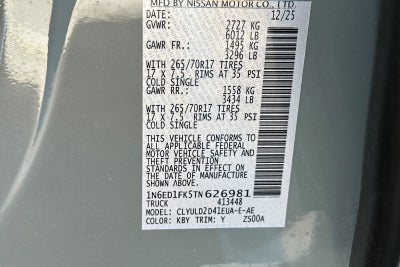 MFD BY NISSAN MOTOR CO., LTD.
DATE: 12/25
GVWR: 2727 KG
6012 LB
GAWR FR.: 1495 KG
3296 LB
WITH 265/70R17 TIRES
17 X 7.5 RIMS AT 35 PSI
COLD SINGLE
GAWR RR.: 1558 KG
3434 LB
WITH 265/70R17 TIRES
17 X 7.5 RIMS AT 35 PSI
COLD SINGLE
THIS VEHICLE CONFORMS TO
ALL APPLICABLE FEDERAL
MOTOR VEHICLE SAFETY AND
THEFT PREVENTION
STANDARDS IN EFFECT ON
THE DATE OF MANUFACTURE
SHOWN ABOVE.
1N6ED1FK5TN626981
TRUCK 413448
MODEL: CLYULD2D41EUA-E-AE
COLOR: KBY TRIM: Y ZS00A